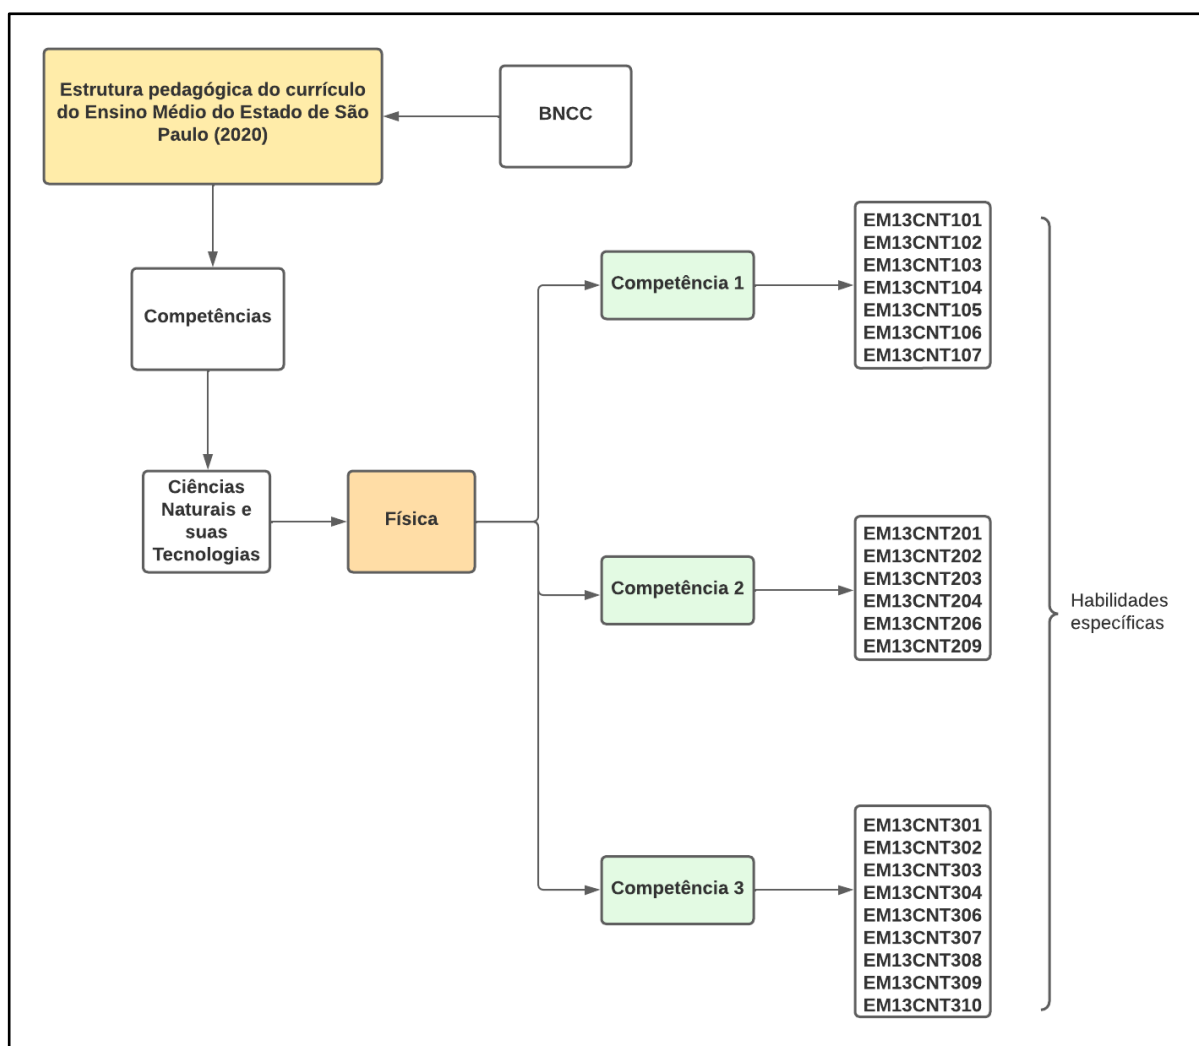 Estrutura pedagógica do currículo
do Ensino Médio do Estado de São
Paulo (2020)
BNCC
Competências
Ciências
Naturais e
suas
Tecnologias
Física
Competência 1
EM13CNT101
EM13CNT102
EM13CNT103
EM13CNT104
EM13CNT105
EM13CNT106
EM13CNT107
Competência 2
EM13CNT201
EM13CNT202
EM13CNT203
EM13CNT204
EM13CNT206
EM13CNT209
Competência 3
EM13CNT301
EM13CNT302
EM13CNT303
EM13CNT304
EM13CNT306
EM13CNT307
EM13CNT308
EM13CNT309
EM13CNT310
Habilidades
específicas